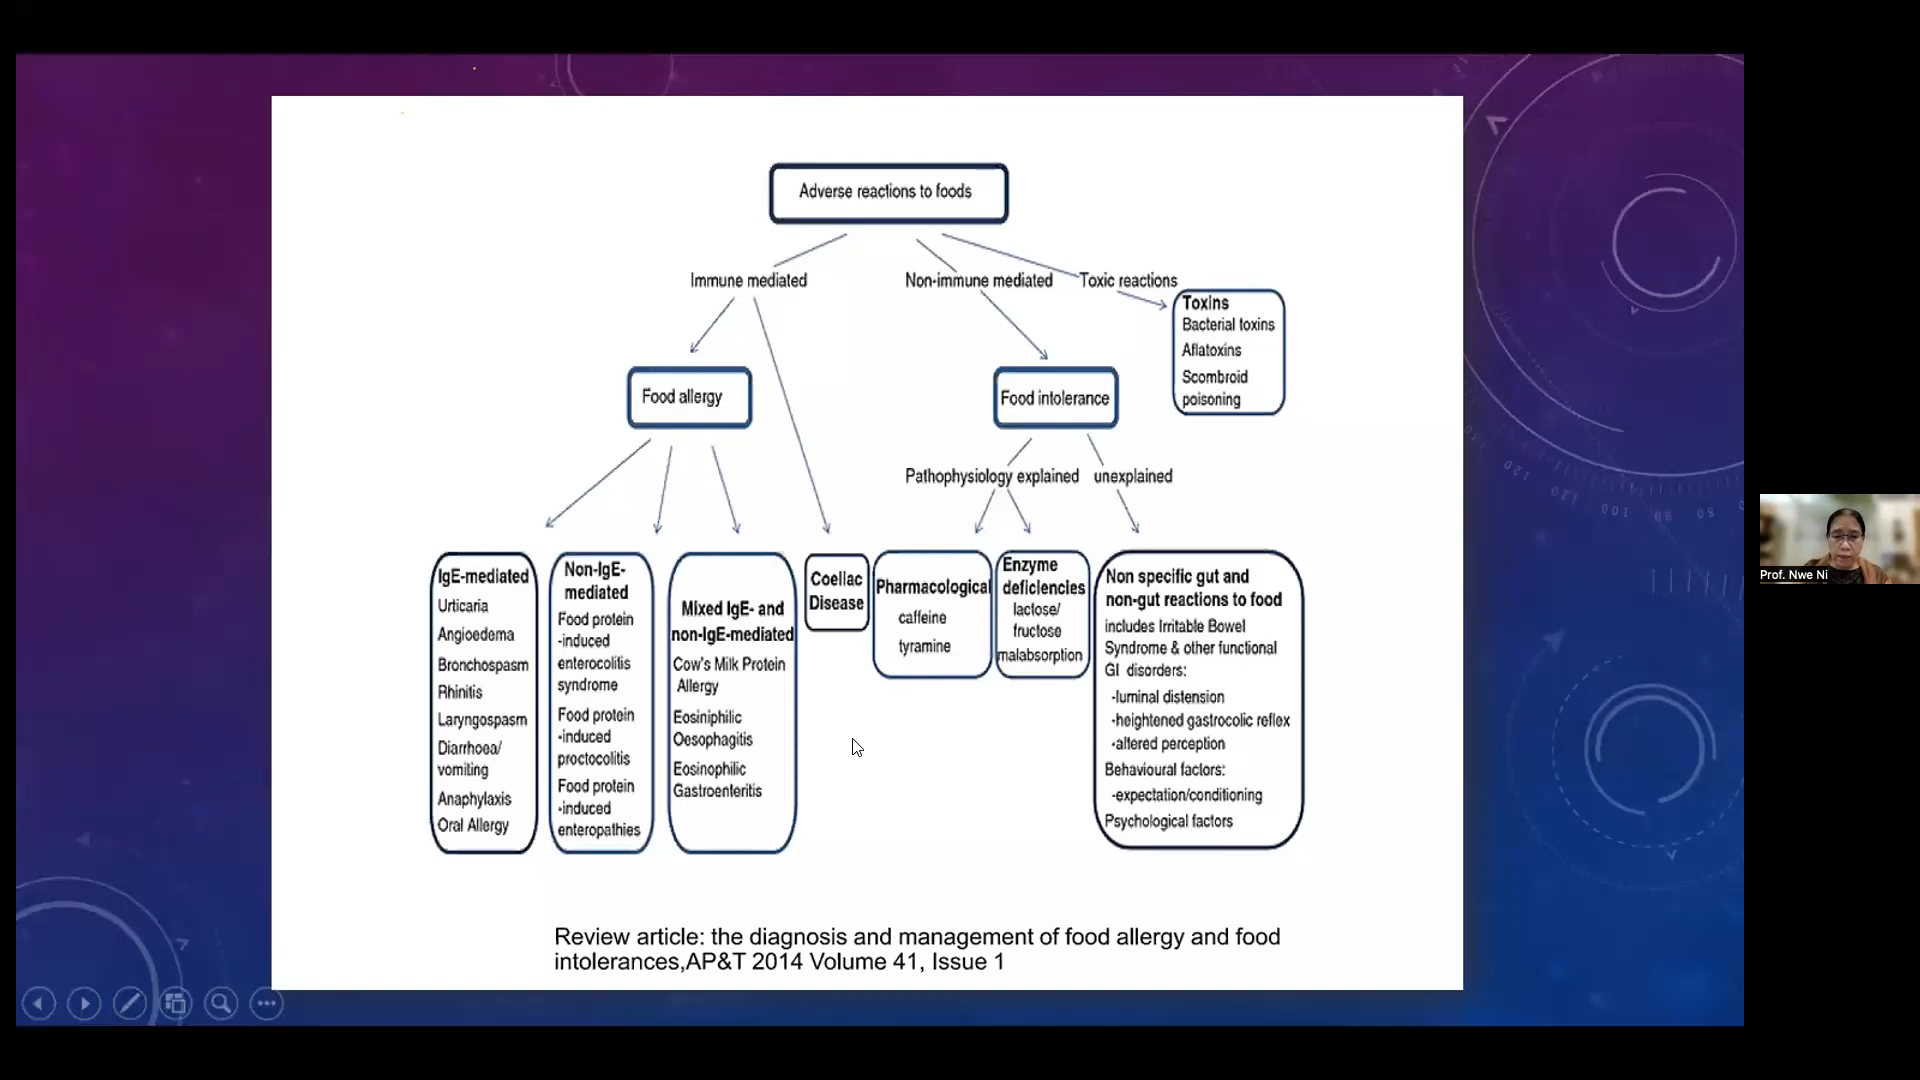 Adverse reactions to foods
Immune mediated
Non-immune mediated
Toxic reactions
Toxins
Bacterial toxins
Aflatoxins
Scombroid
poisoning
Food allergy
Food intolerance
Pathophysiology explained
unexplained
IgE-mediated
Urticaria
Angioedema
Bronchospasm
Rhinitis
Laryngospasm
Diarrhoea/
vomiting
Anaphylaxis
Oral Allergy
Non-IgE-
mediated
Food protein
-induced
enterocolitis
syndrome
Food protein
-induced
proctocolitis
Food protein
-induced
enteropathies
Mixed IgE- and
non-IgE-mediated
Cow's Milk Protein
Allergy
Eosiniphilic
Oesophagitis
Eosinophilic
Gastroenteritis
Coeliac
Disease
Pharmacological
caffeine
tyramine
Enzyme
deficiencies
lactose/
fructose
malabsorption
Non specific gut and
non-gut reactions to food
includes Irritable Bowel
Syndrome & other functional
GI disorders:
-luminal distension
-heightened gastrocolic reflex
-altered perception
Behavioural factors:
-expectation/conditioning
Psychological factors
Review article: the diagnosis and management of food allergy and food
intolerances,AP&T 2014 Volume 41, Issue 1
Prof. Nwe Ni